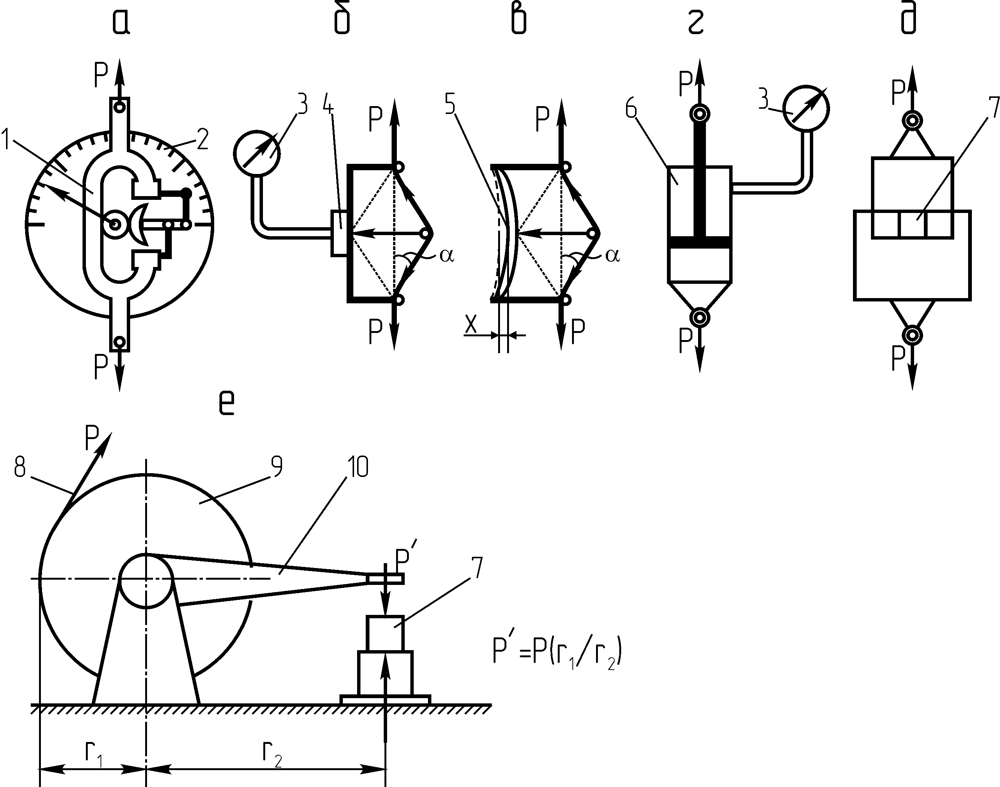 а б в г д
P P P P P
1 2 3 4 5 6 3 7
α α
P P X P P P
е
P
8 9 10
P′ 7
P′=P(r₁/r₂)
r₁ r₂